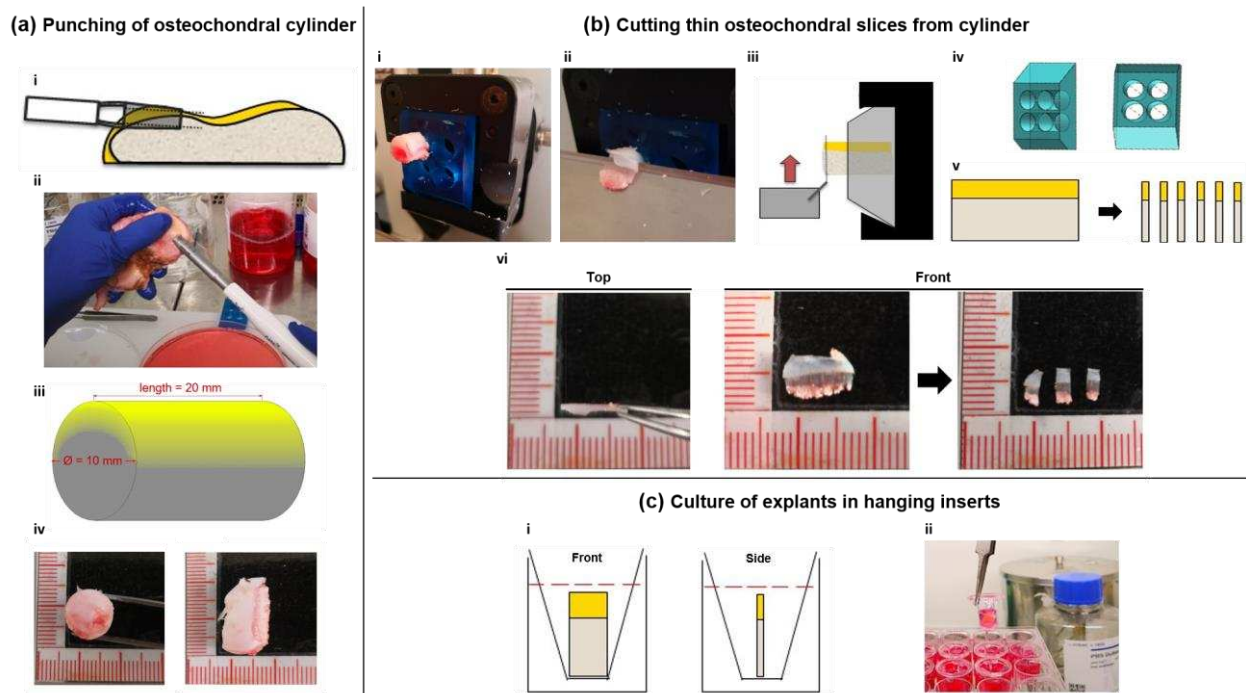 (a) Punching of osteochondral cylinder
i
ii
iii
length = 20 mm
Ø = 10 mm
iv
(b) Cutting thin osteochondral slices from cylinder
i
ii
iii
iv
v
vi
Top
Front
(c) Culture of explants in hanging inserts
i
Front
Side
ii